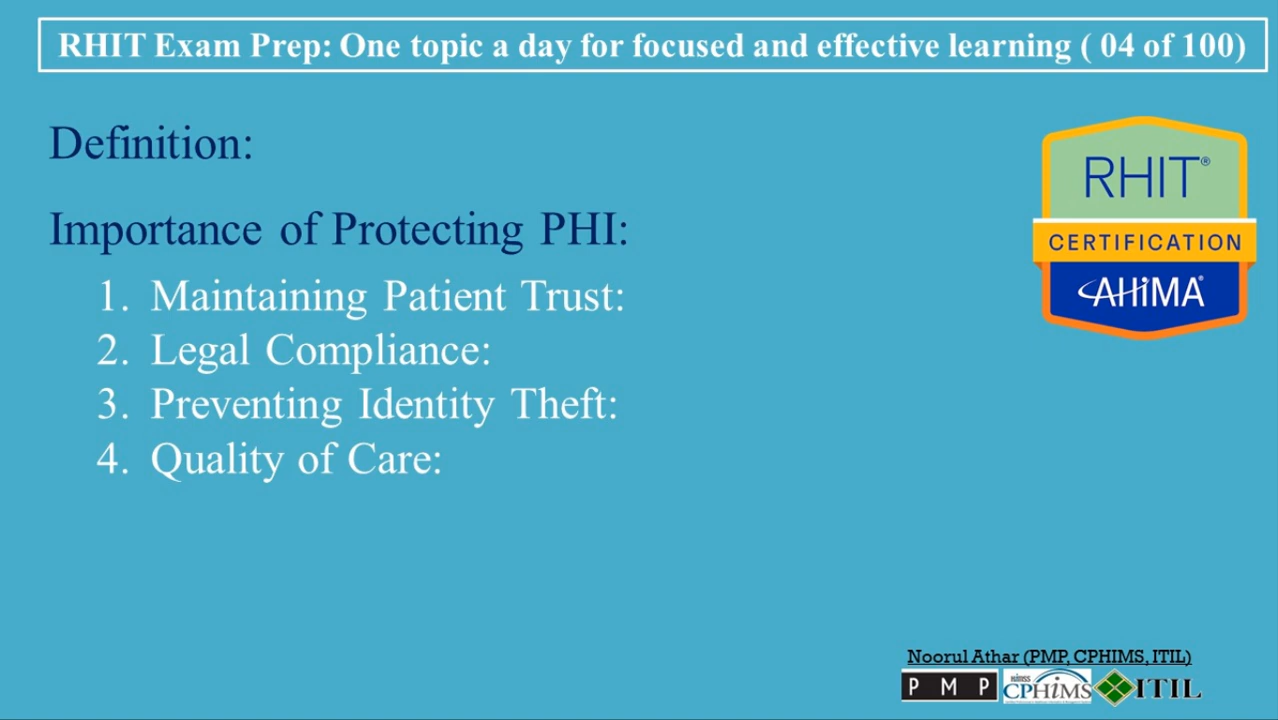 RHIT Exam Prep: One topic a day for focused and effective learning ( 04 of 100)
Definition:
Importance of Protecting PHI:
1. Maintaining Patient Trust:
2. Legal Compliance:
3. Preventing Identity Theft:
4. Quality of Care:
RHIT®
CERTIFICATION
AHiMA®
Noorul Athar (PMP, CPHIMS, ITIL)
P M P
himss
CPHiMS
ITIL